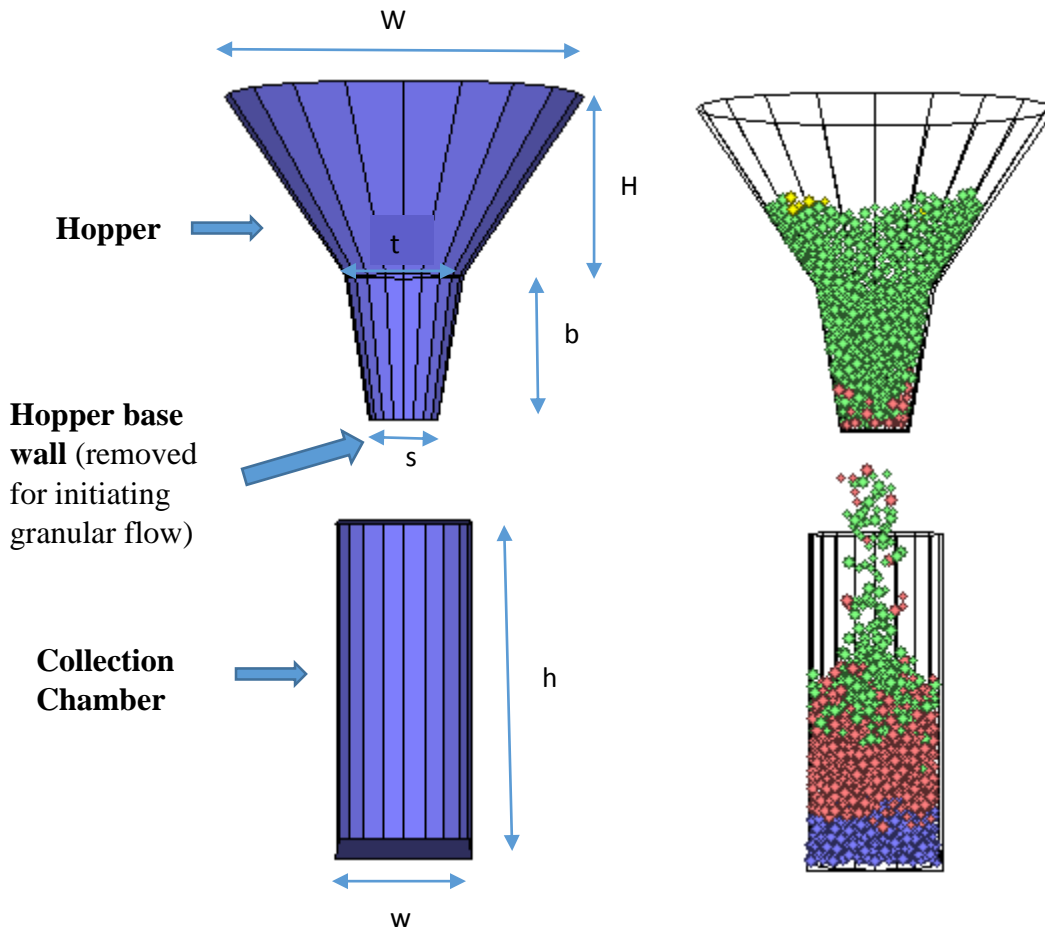 W
H
Hopper
t
b
Hopper base
wall (removed
for initiating
granular flow)
s
Collection
Chamber
h
w